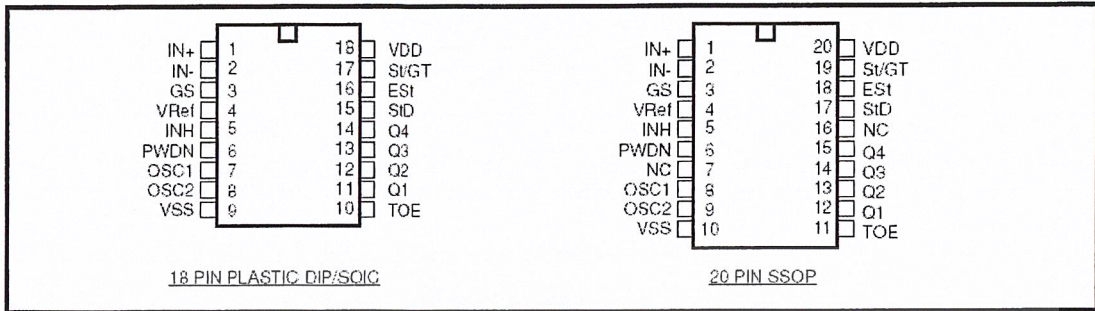 IN+ 1 18 VDD
IN- 2 17 St/GT
GS 3 16 ESt
VRef 4 15 StD
INH 5 14 Q4
PWDN 6 13 Q3
OSC1 7 12 Q2
OSC2 8 11 Q1
VSS 9 10 TOE
18 PIN PLASTIC DIP/SOIC
IN+ 1 20 VDD
IN- 2 19 St/GT
GS 3 18 ESt
VRef 4 17 StD
INH 5 16 NC
PWDN 6 15 Q4
NC 7 14 Q3
OSC1 8 13 Q2
OSC2 9 12 Q1
VSS 10 11 TOE
20 PIN SSOP